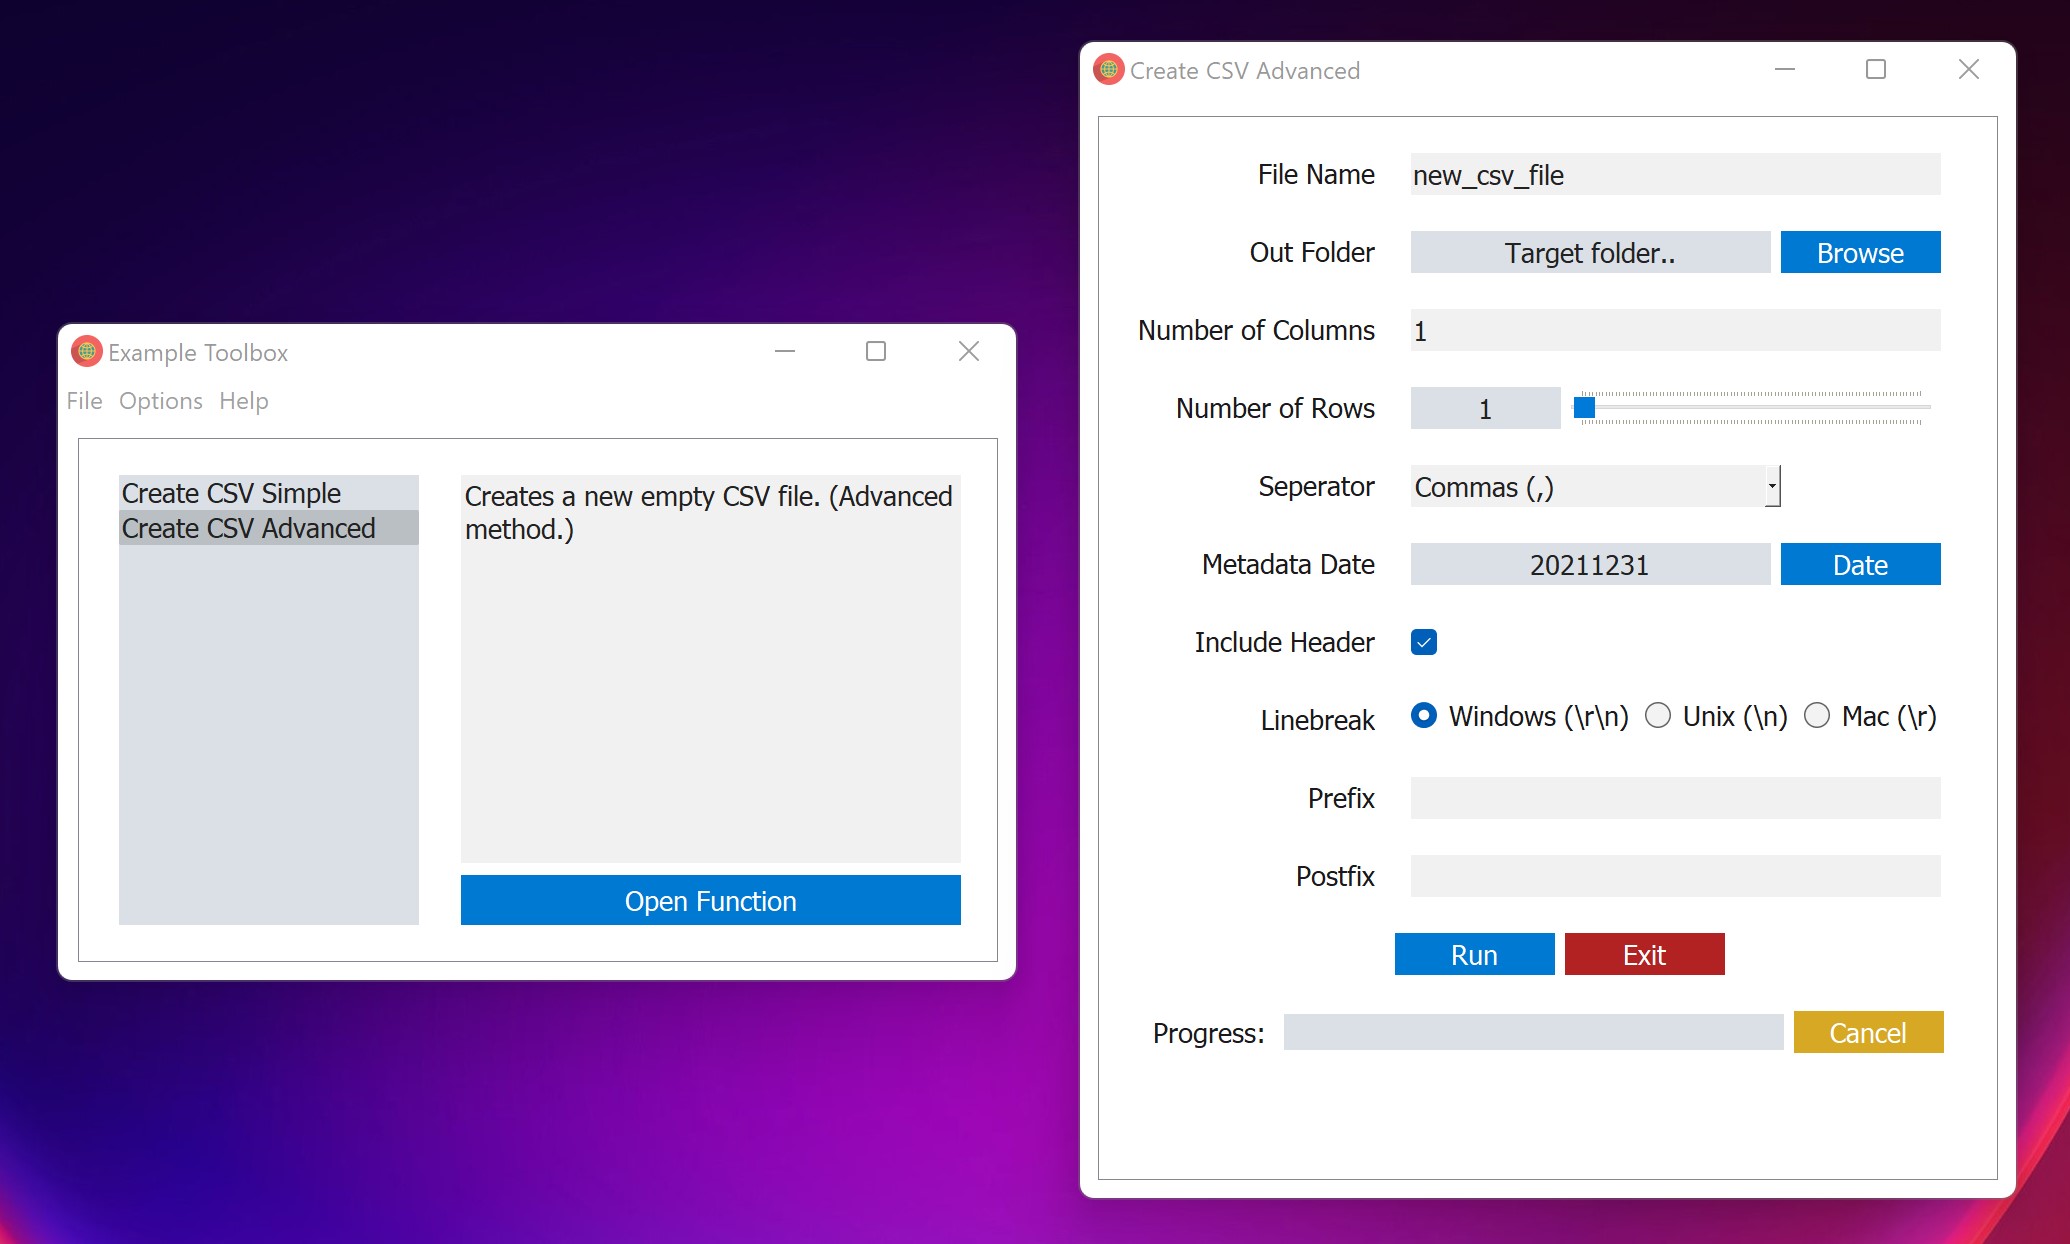 Example Toolbox
File Options Help
Create CSV Simple
Create CSV Advanced
Creates a new empty CSV file. (Advanced
method.)
Open Function
Create CSV Advanced
File Name new_csv_file
Out Folder Target folder.. Browse
Number of Columns 1
Number of Rows 1
Seperator Commas (,)
Metadata Date 20211231 Date
Include Header
Linebreak Windows (\r\n) Unix (\n) Mac (\r)
Prefix
Postfix
Run Exit
Progress: Cancel